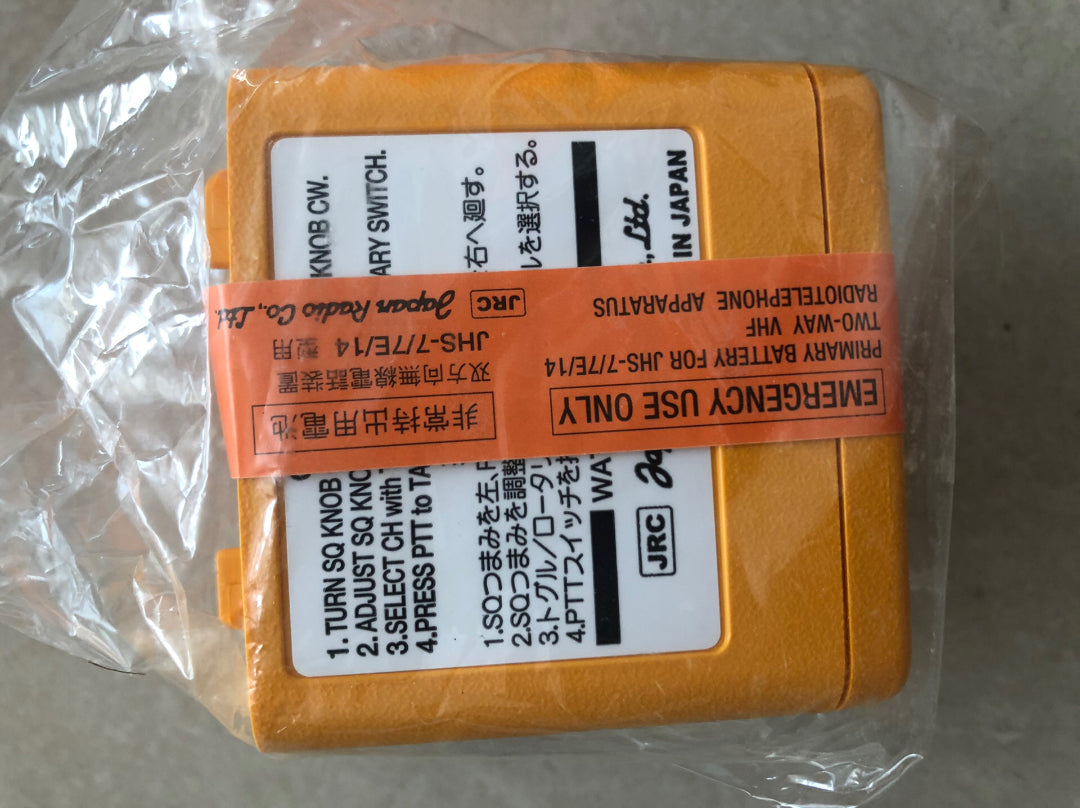 1. TURN SQ KNOB
KNOB CW.
2. ADJUST SQ KNO
3.SELECT CH with
ARY SWITCH.
4.PRESS PTT to TA
1.SQつまみを左、
右へ廻す。
2.SQつまみを調整
3.トグル/ロータリ
ルを選択する。
4.PTTスイッチを
WAT
JRC
Ja
., Ltd.
IN JAPAN
非常持出用電池
双方向無線電話装置
JHS-7/7E/14 製用
JRC Japan Radio Co., Ltd.
EMERGENCY USE ONLY
PRIMARY BATTERY FOR JHS-7/7E/14
TWO-WAY VHF
RADIOTELEPHONE APPARATUS